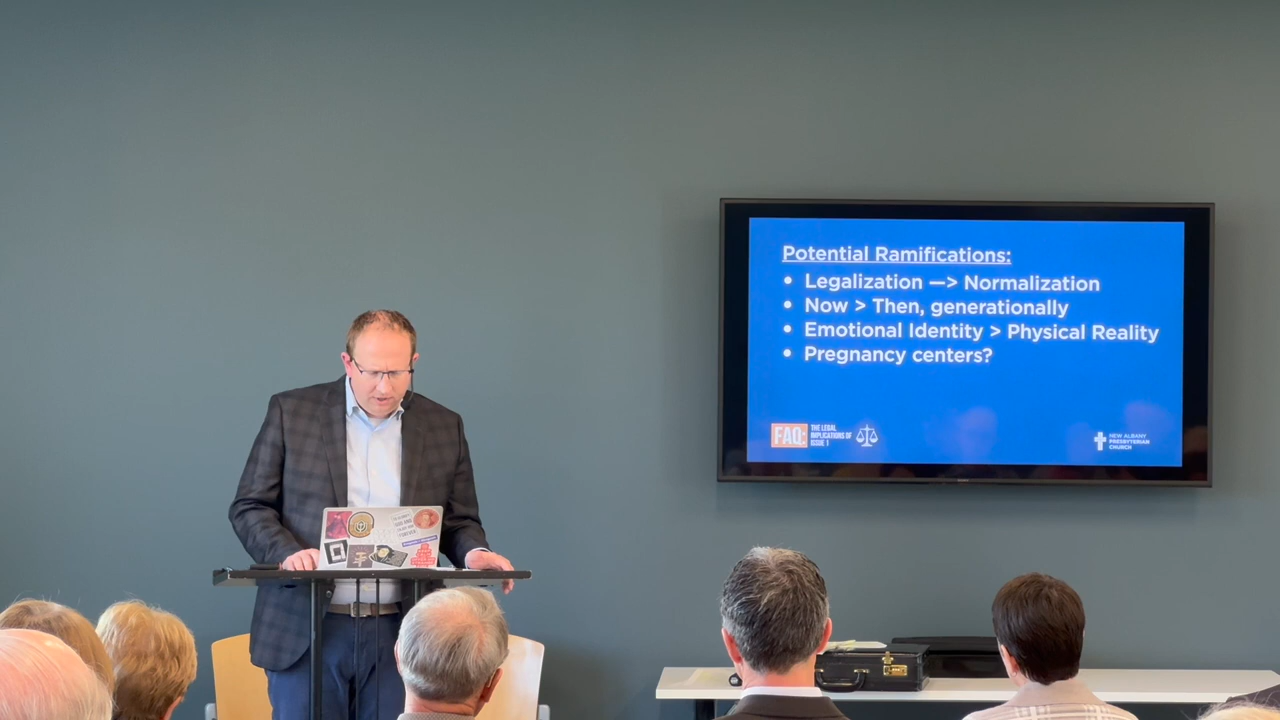 Potential Ramifications:
• Legalization —> Normalization
• Now > Then, generationally
• Emotional Identity > Physical Reality
• Pregnancy centers?
FAQ:
THE LEGAL
IMPLICATIONS OF
ISSUE 1
NEW ALBANY
PRESBYTERIAN
CHURCH